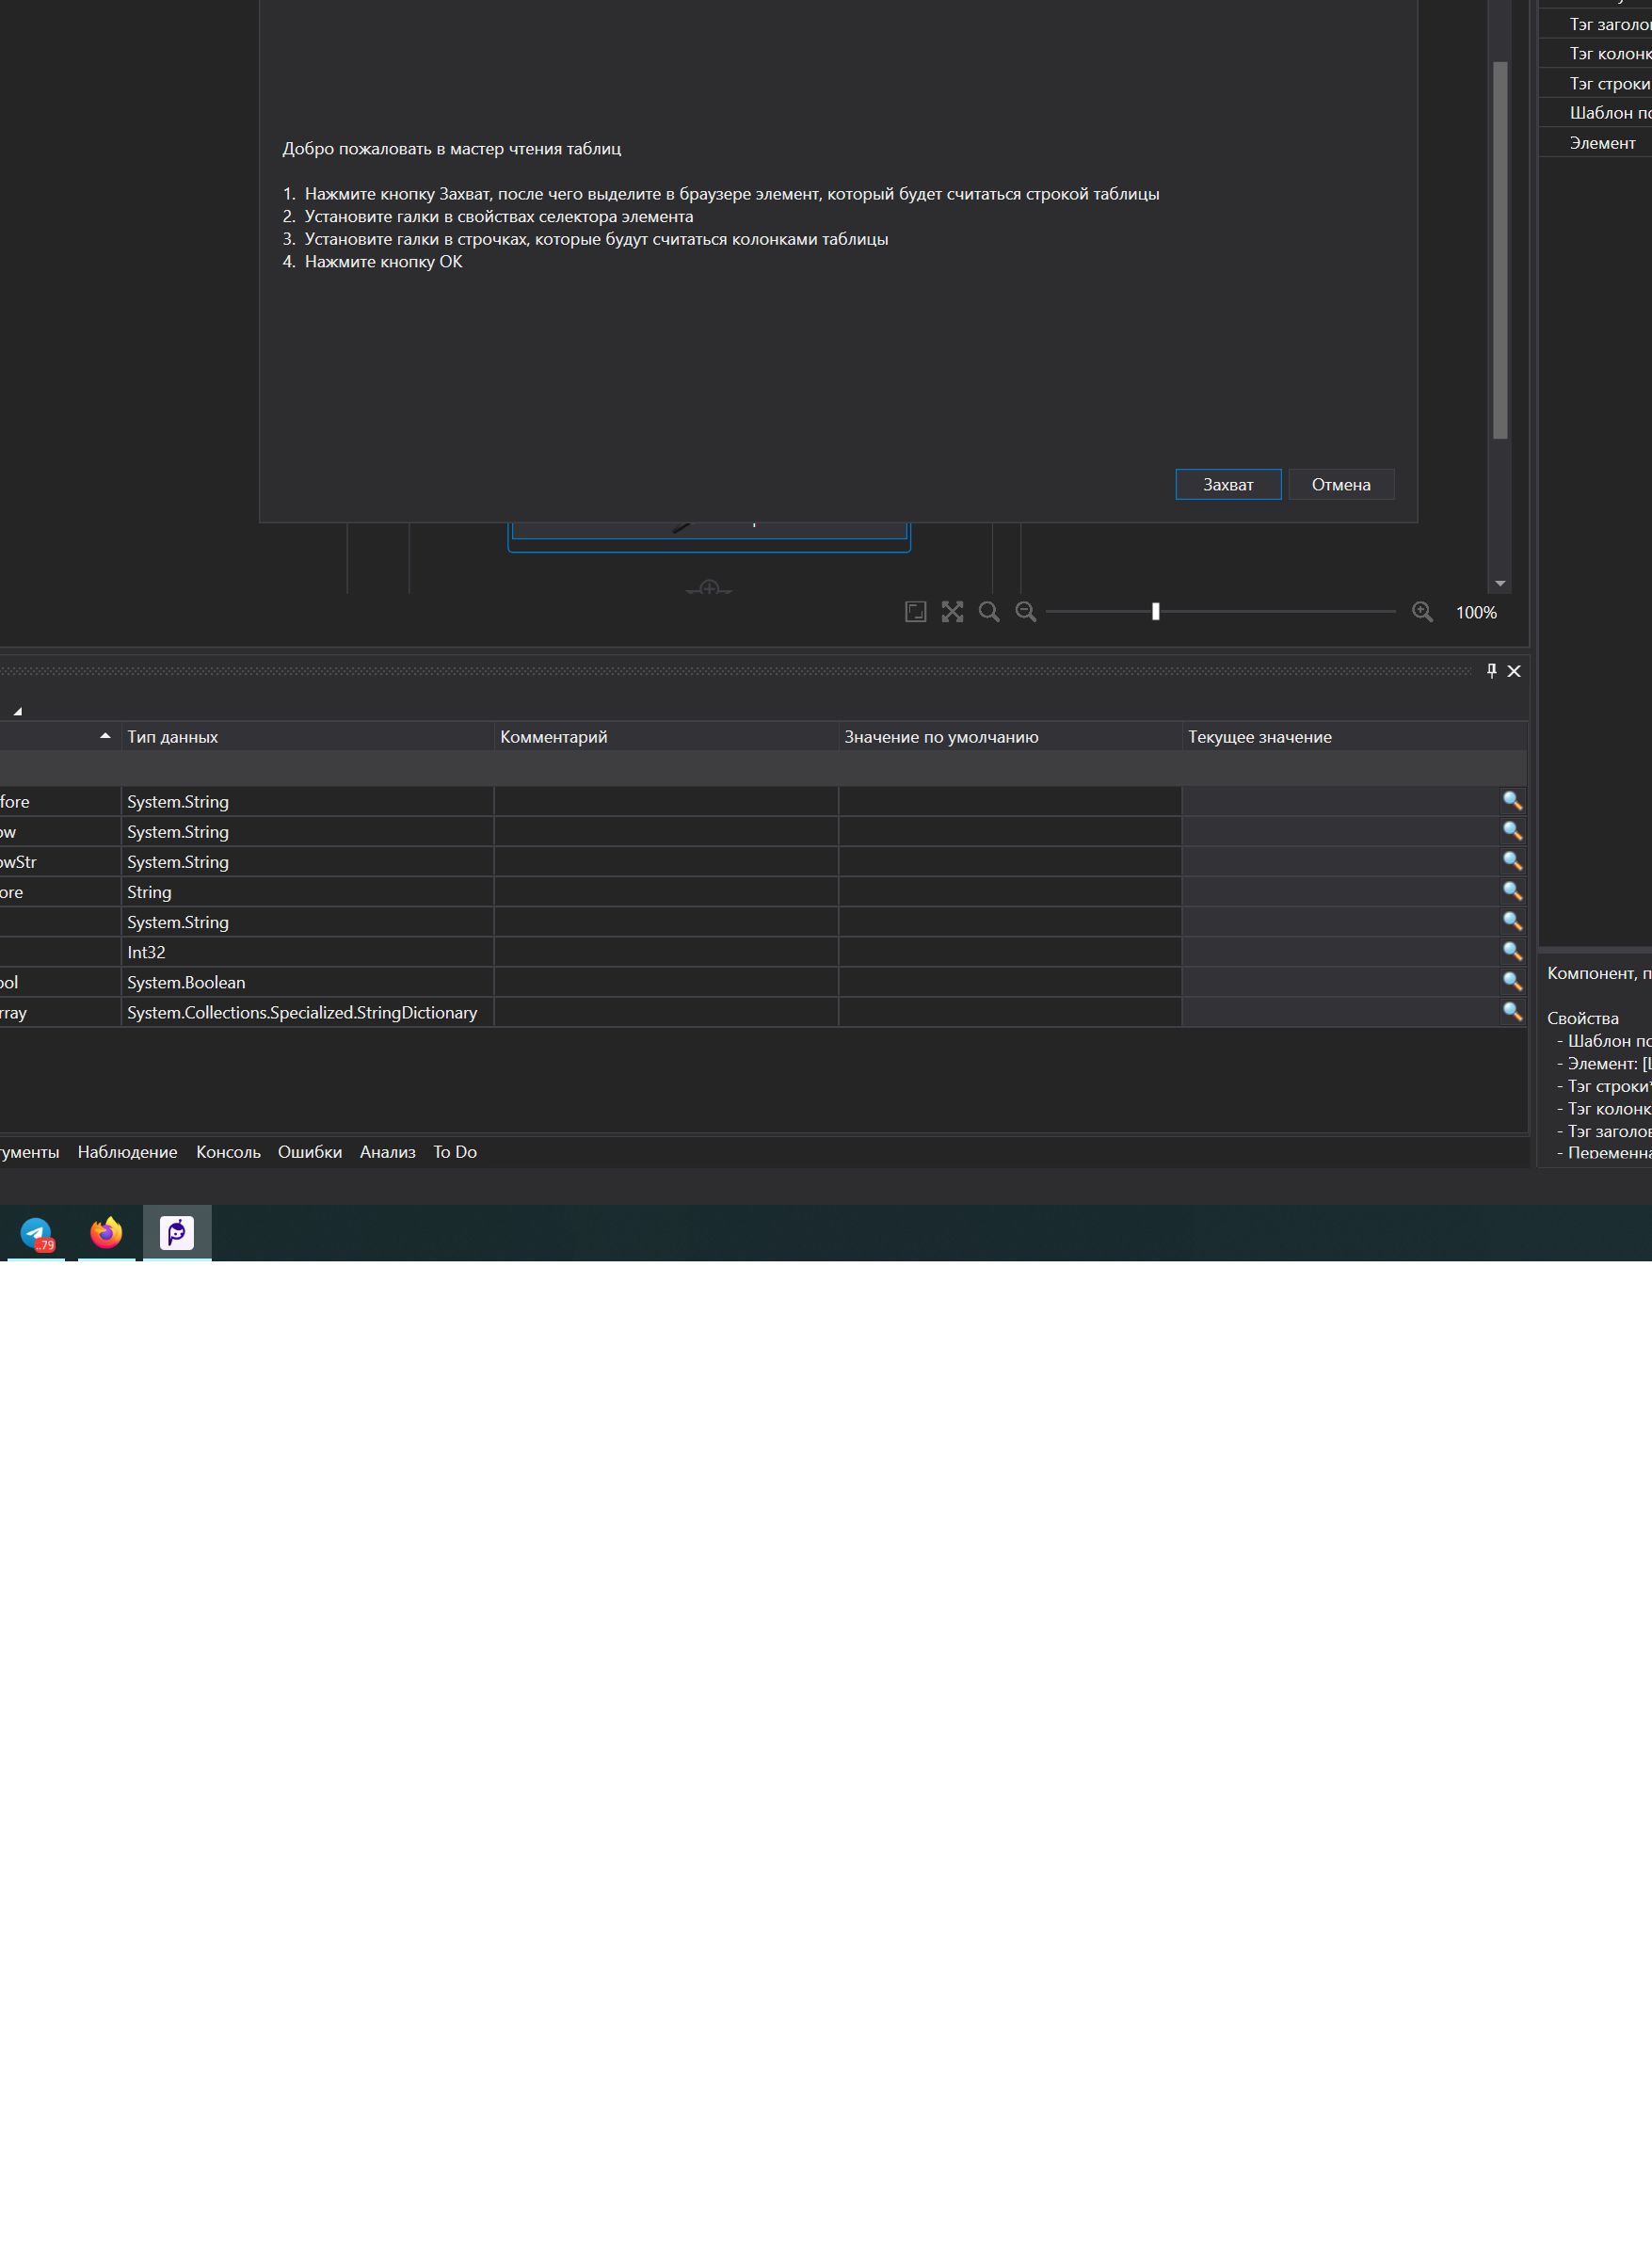 Тэг колонк
Тэг строки
Элемент
Добро пожаловать в мастер чтения таблиц
1. Нажмите кнопку Захват, после чего выделите в браузере элемент, который будет считаться строкой таблицы
2. Установите галки в свойствах селектора элемента
3. Установите галки в строчках, которые будут считаться колонками таблицы
4. Нажмите кнопку ОК
Захват Отмена
100%
Тип данных Комментарий Значение по умолчанию Текущее значение
fore System.String
ow System.String
owStr System.String
ore String
System.String
Int32
ool System.Boolean
rray System.Collections.Specialized.StringDictionary
Компонент, п
Свойства
- Шаблон по
- Элемент:
- Тэг строки*
- Тэг колонк
- Тэг заголов
- Переменна
ументы Наблюдение Консоль Ошибки Анализ To Do
..79